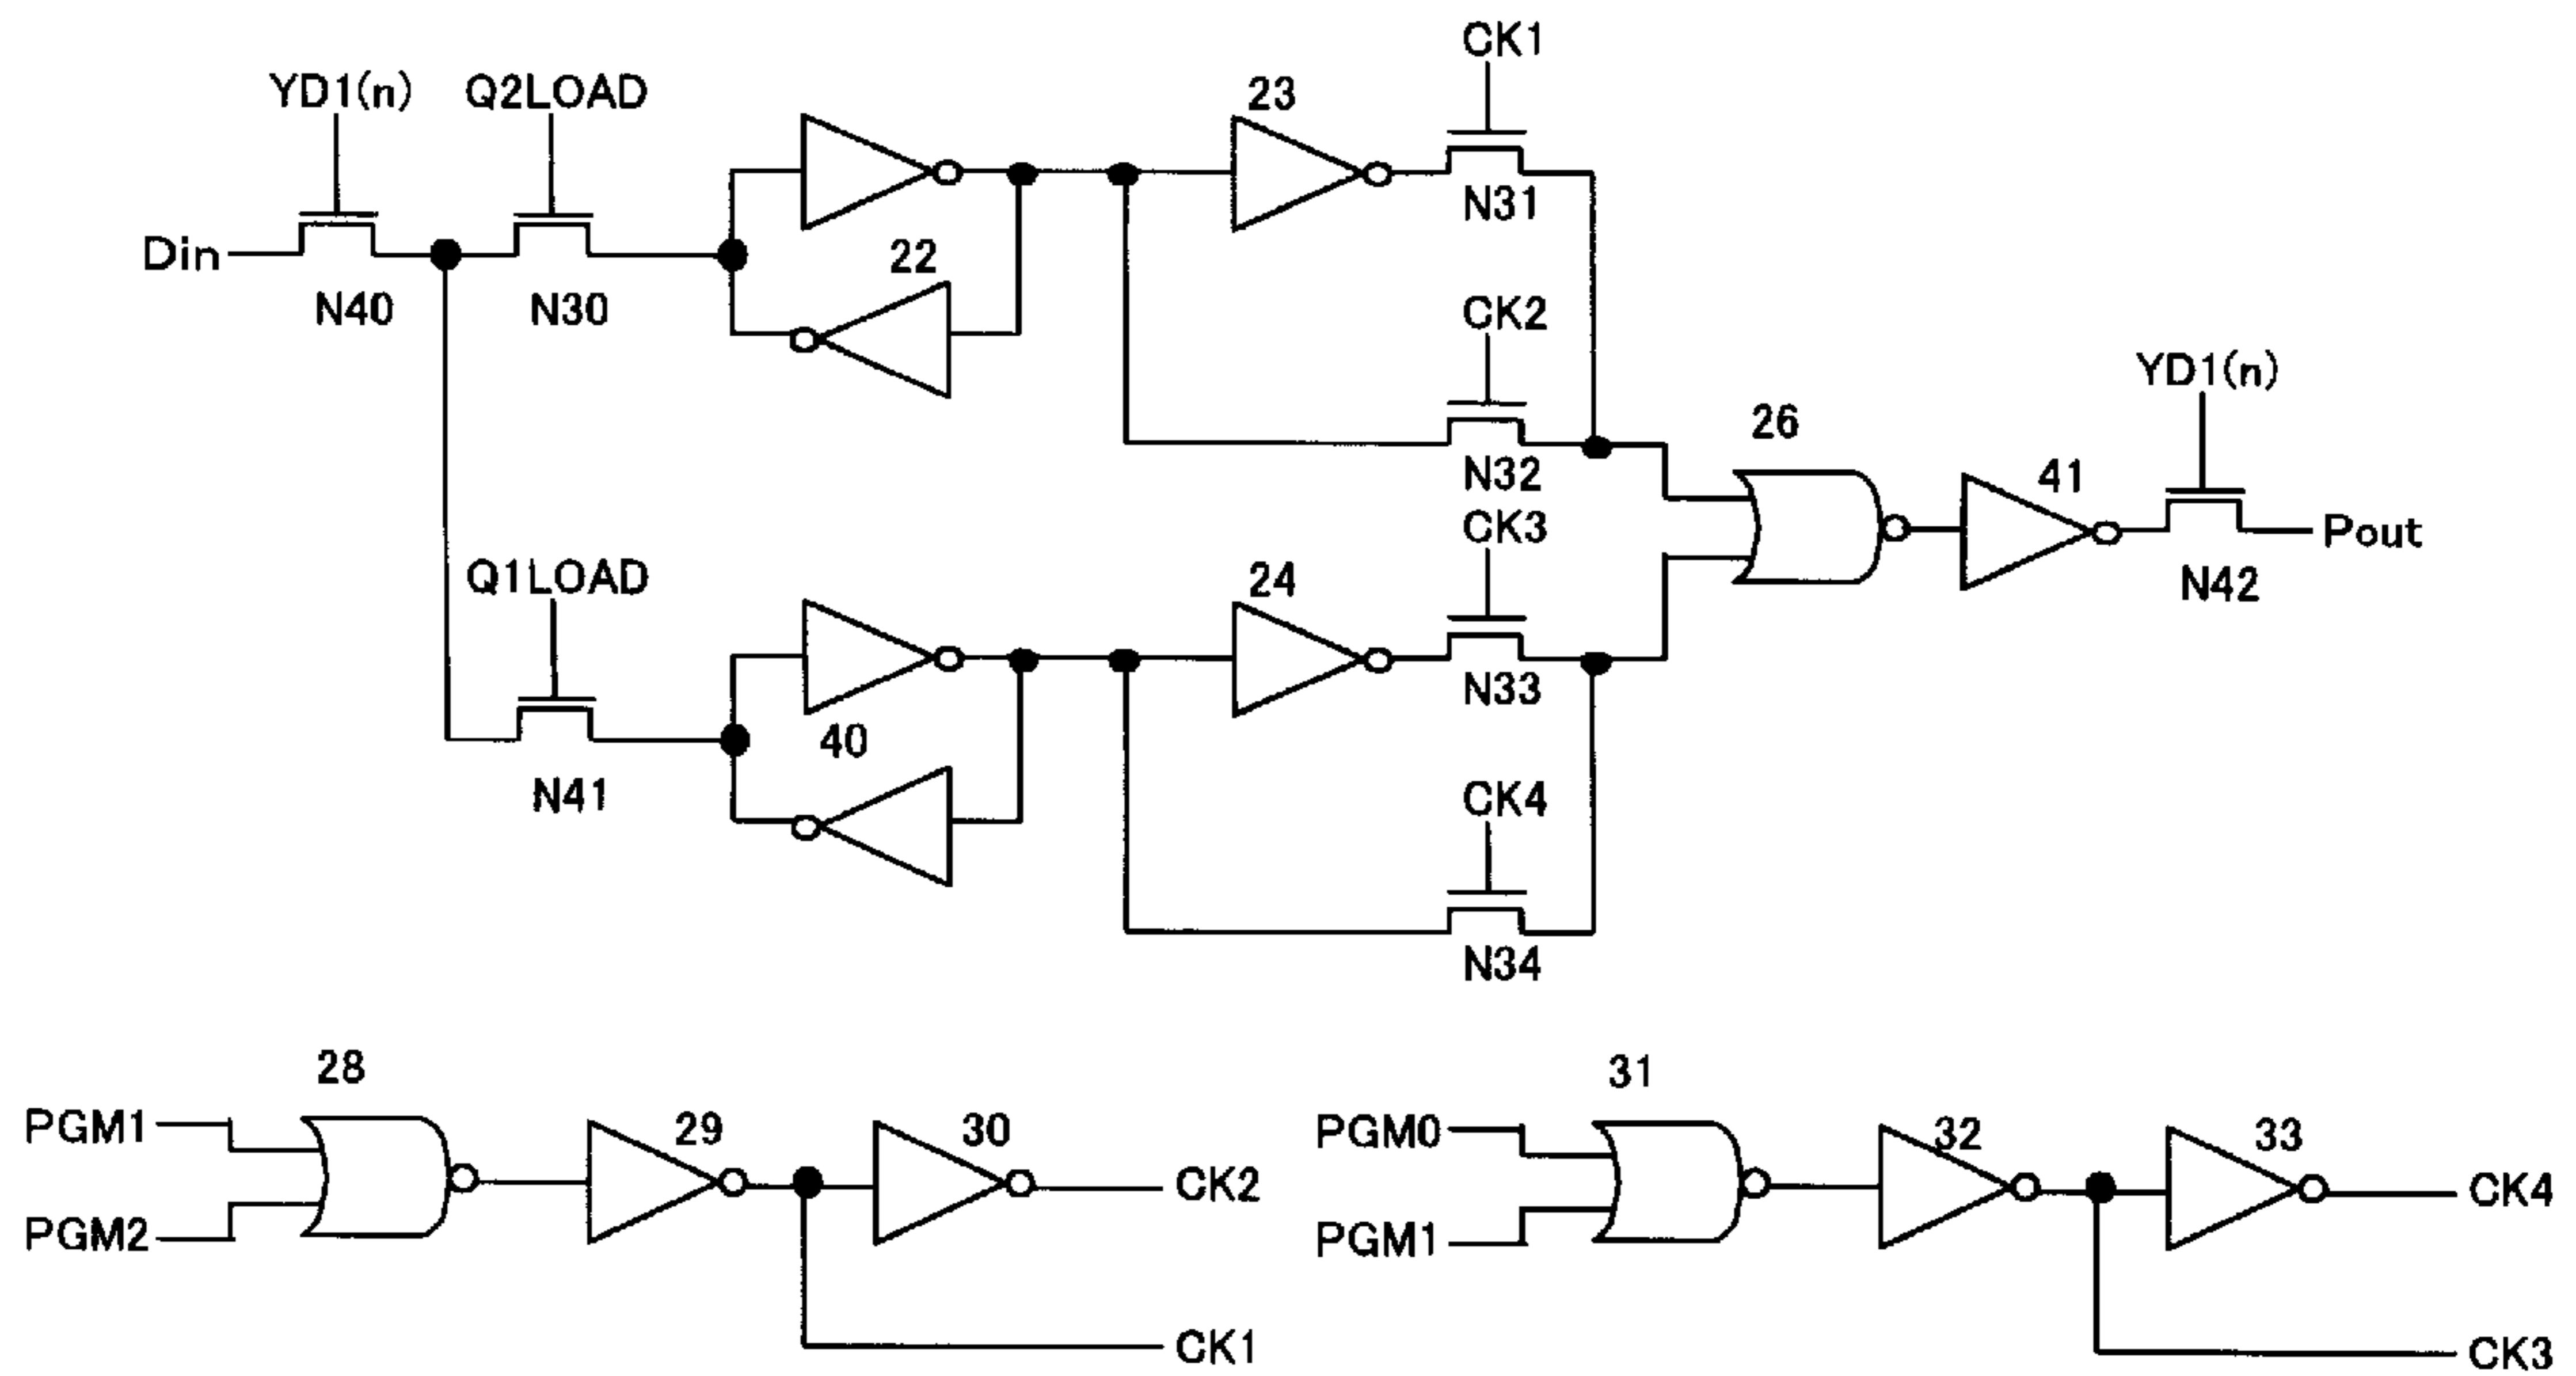 CK1
YD1(n)
Q2LOAD
23
N31
Din
22
N40
N30
CK2
YD1(n)
26
N32
41
CK3
Pout
Q1LOAD
24
N42
N33
40
N41
CK4
N34
28
31
PGM1
29
30
PGM0
32
33
CK2
CK4
PGM2
PGM1
CK1
CK3